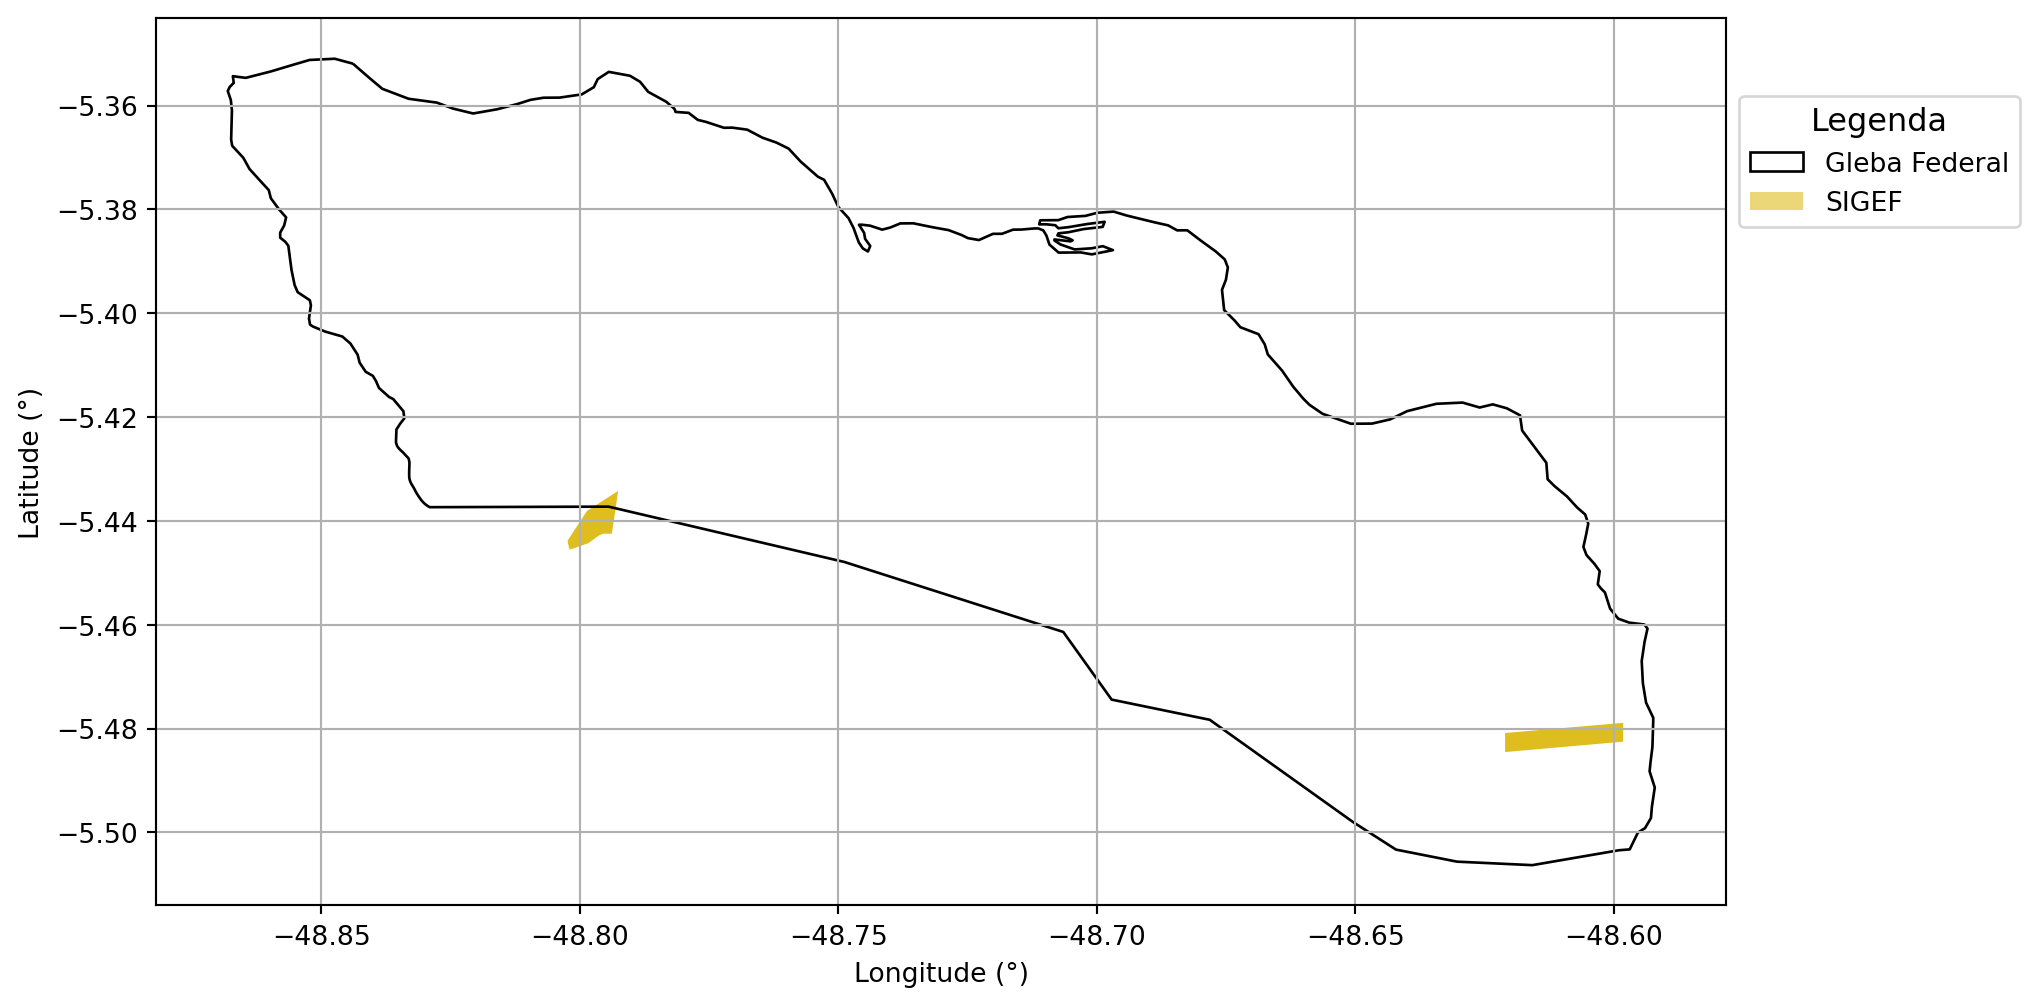 Legenda
Gleba Federal
SIGEF
Latitude (°)
−5.36
−5.38
−5.40
−5.42
−5.44
−5.46
−5.48
−5.50
−48.85
−48.80
−48.75
−48.70
−48.65
−48.60
Longitude (°)